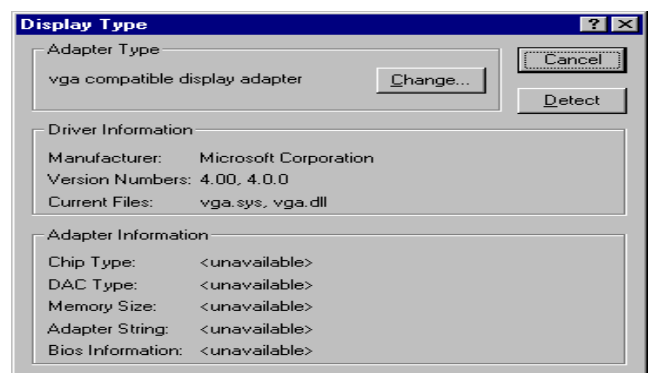 Display Type
Adapter Type
vga compatible display adapter
Change...
Cancel
Detect
Driver Information
Manufacturer: Microsoft Corporation
Version Numbers: 4.00, 4.0.0
Current Files: vga.sys, vga.dll
Adapter Information
Chip Type: <unavailable>
DAC Type: <unavailable>
Memory Size: <unavailable>
Adapter String: <unavailable>
Bios Information: <unavailable>